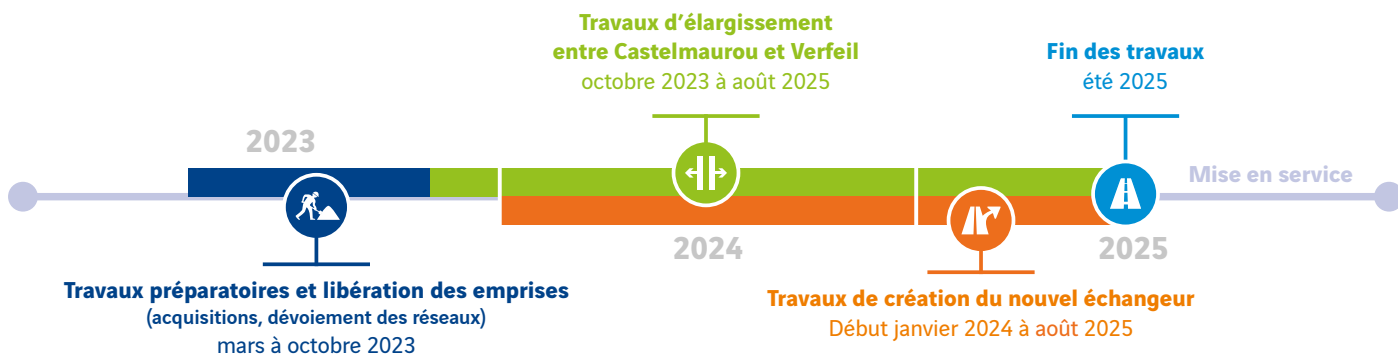 Travaux d’élargissement
entre Castelmaurou et Verfeil
octobre 2023 à août 2025
Fin des travaux
été 2025
2023
Mise en service
2024
2025
Travaux préparatoires et libération des emprises
(acquisitions, dévoiement des réseaux)
mars à octobre 2023
Travaux de création du nouvel échangeur
Début janvier 2024 à août 2025